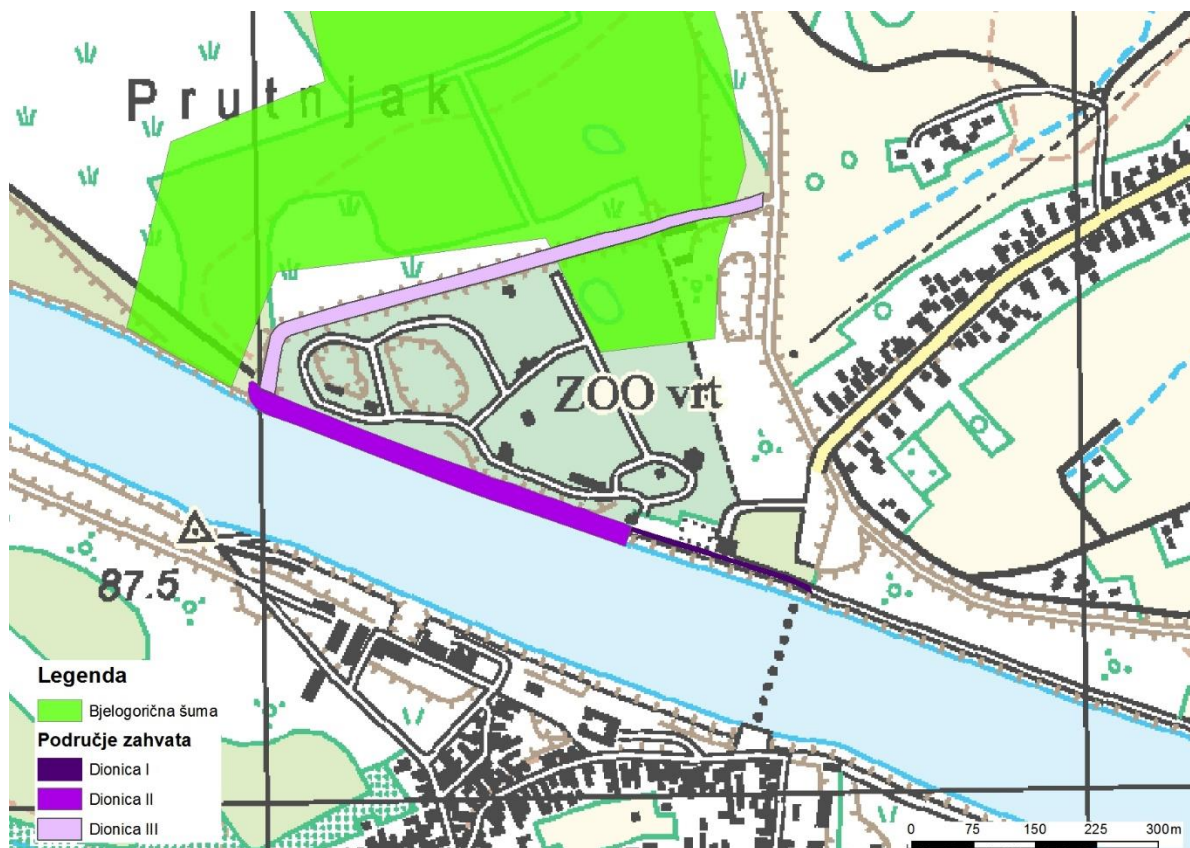 Prutnjak
ZOO vrt
87.5
Legenda
Bjelogorična šuma
Područje zahvata
Dionica I
Dionica II
Dionica III
0 75 150 225 300m